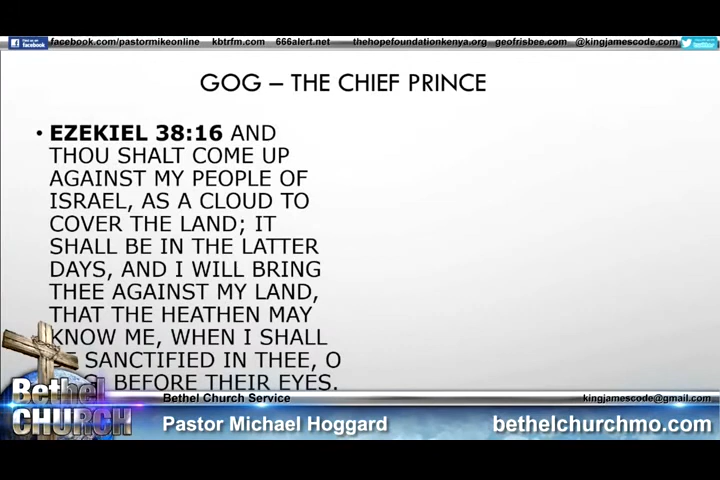 facebook.com/pastormikeonline kbtrfm.com 666alert.net thehopefoundationkenya.org geofrisbee.com @kingjamescode.com
facebook
GOG – THE CHIEF PRINCE
• EZEKIEL 38:16 AND
THOU SHALT COME UP
AGAINST MY PEOPLE OF
ISRAEL, AS A CLOUD TO
COVER THE LAND; IT
SHALL BE IN THE LATTER
DAYS, AND I WILL BRING
THEE AGAINST MY LAND,
THAT THE HEATHEN MAY
KNOW ME, WHEN I SHALL
SANCTIFIED IN THEE, O
BEFORE THEIR EYES.
Bethel
CHURCH
Bethel Church Service kingjamescode@gmail.com
Pastor Michael Hoggard bethelchurchmo.com